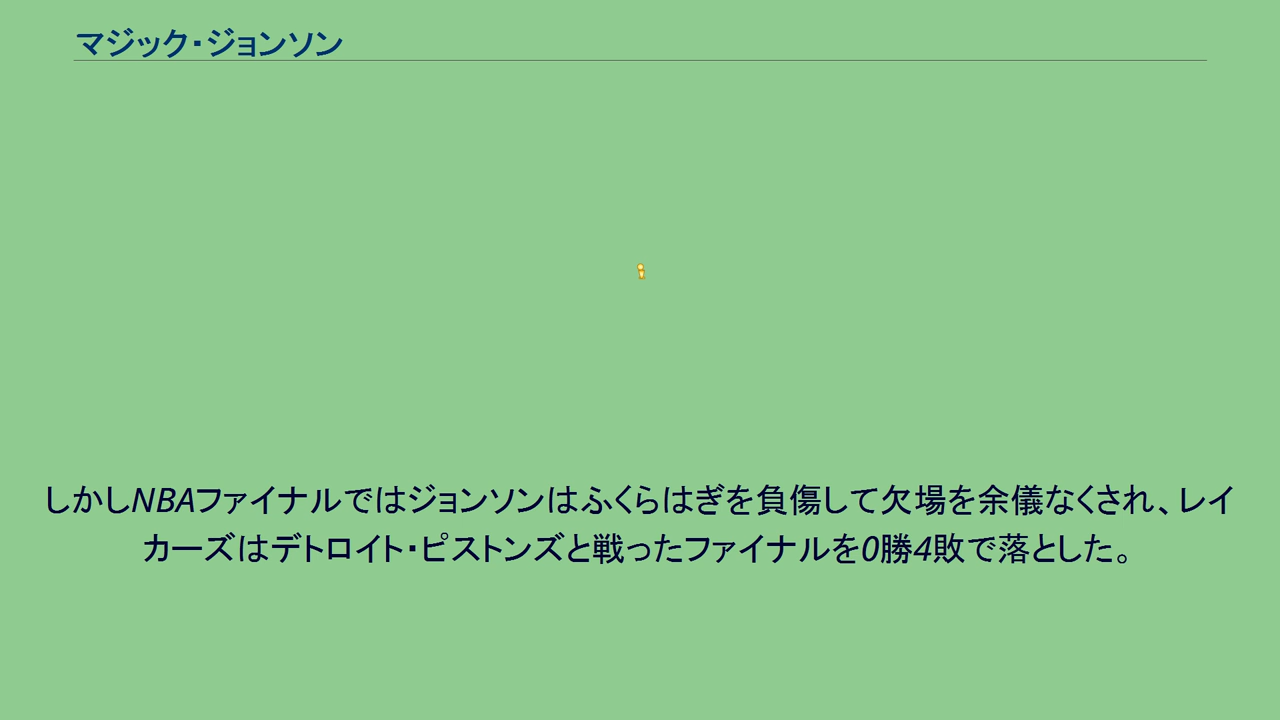 マジック・ジョンソン
しかしNBAファイナルではジョンソンはふくらはぎを負傷して欠場を余儀なくされ、レイ
カーズはデトロイト・ピストンズと戦ったファイナルを0勝4敗で落とした。